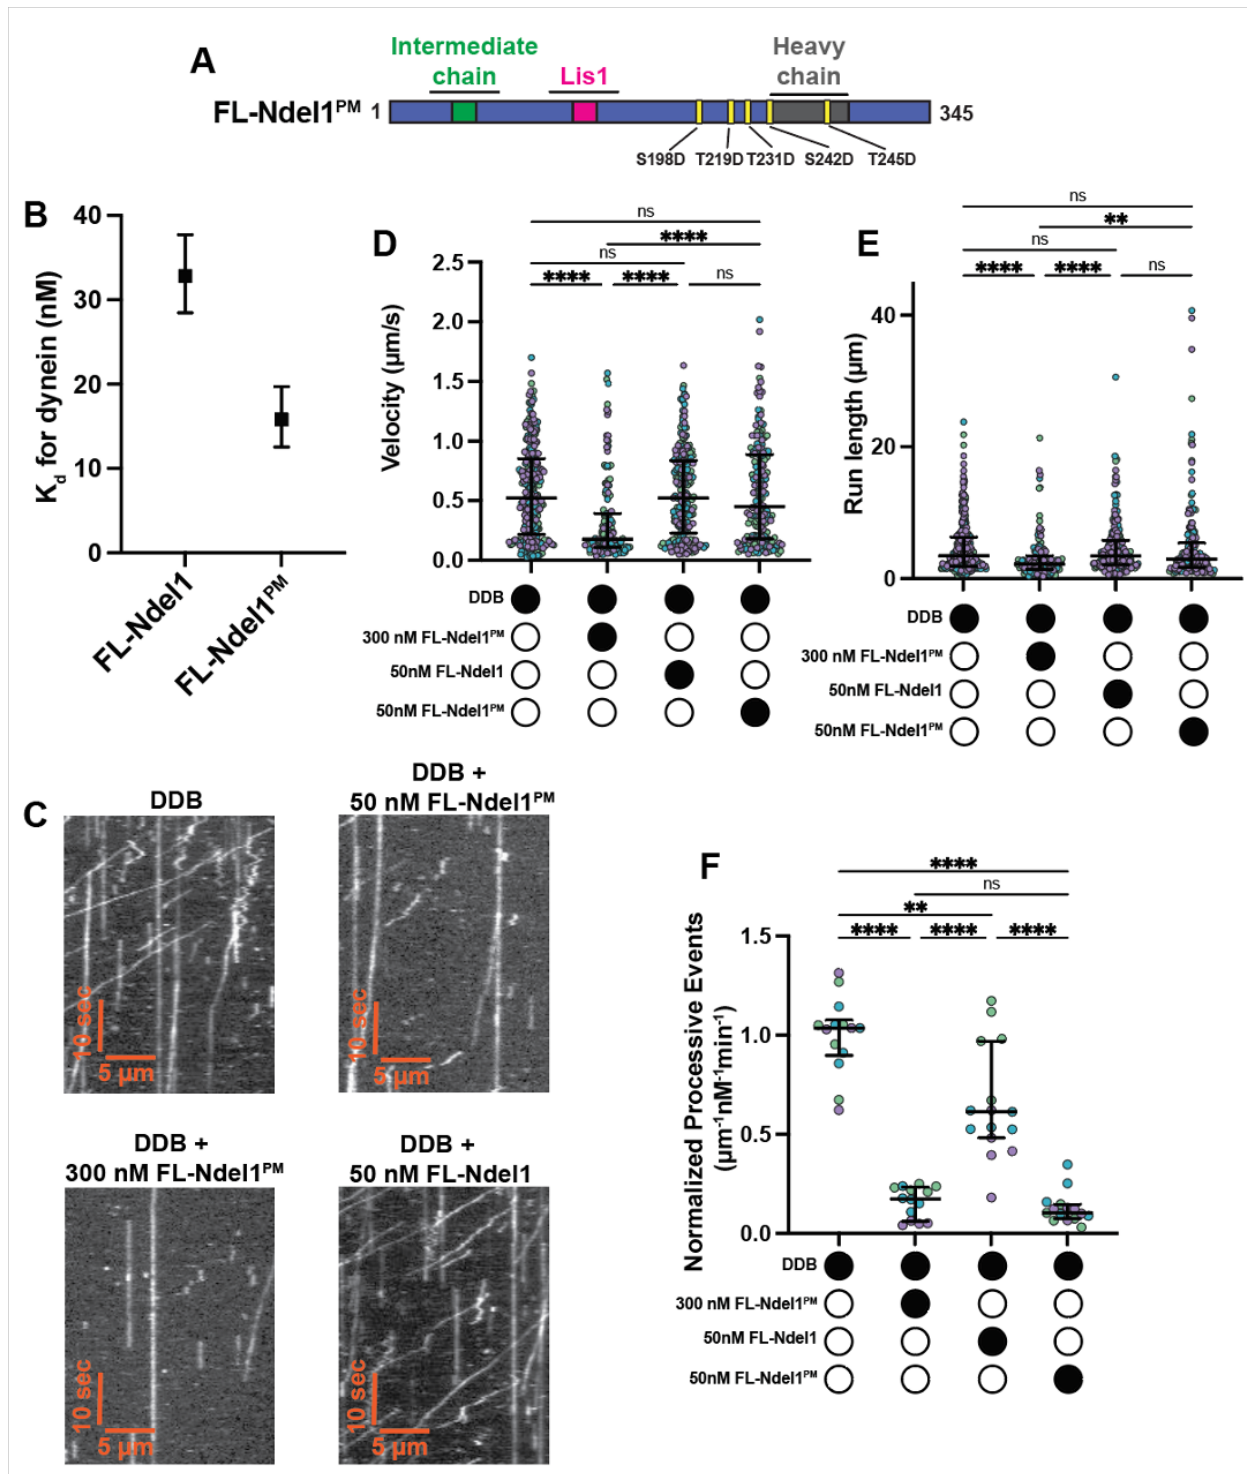 A
Intermediate
chain
Lis1
Heavy
chain
FL-Ndel1ᴾᴹ 1
345
S198D T219D T231D S242D T245D
B
K_d for dynein (nM)
40
30
20
10
0
FL-Ndel1
FL-Ndel1ᴾᴹ
D
ns
****
ns
**** **** ns
Velocity (µm/s)
2.5
2.0
1.5
1.0
0.5
0.0
DDB
300 nM FL-Ndel1ᴾᴹ
50nM FL-Ndel1
50nM FL-Ndel1ᴾᴹ
E
ns
**
ns
**** **** ns
Run length (µm)
40
20
0
DDB
300 nM FL-Ndel1ᴾᴹ
50nM FL-Ndel1
50nM FL-Ndel1ᴾᴹ
C
DDB
10 sec
5 µm
DDB +
50 nM FL-Ndel1ᴾᴹ
10 sec
5 µm
DDB +
300 nM FL-Ndel1ᴾᴹ
10 sec
5 µm
DDB +
50 nM FL-Ndel1
10 sec
5 µm
F
****
ns
**
**** **** ****
Normalized Processive Events
(µm⁻¹nM⁻¹min⁻¹)
1.5
1.0
0.5
0.0
DDB
300 nM FL-Ndel1ᴾᴹ
50nM FL-Ndel1
50nM FL-Ndel1ᴾᴹ